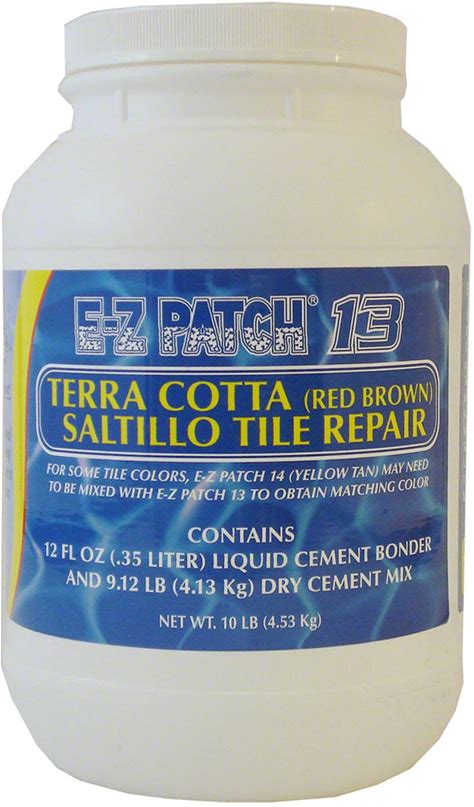 E-Z PATCH® 13
TERRA COTTA (RED BROWN)
SALTILLO TILE REPAIR
FOR SOME TILE COLORS, E-Z PATCH 14 (YELLOW TAN) MAY NEED
TO BE MIXED WITH E-Z PATCH 13 TO OBTAIN MATCHING COLOR
CONTAINS
12 FL OZ (.35 LITER) LIQUID CEMENT BONDER
AND 9.12 LB (4.13 Kg) DRY CEMENT MIX
NET WT. 10 LB (4.53 Kg)